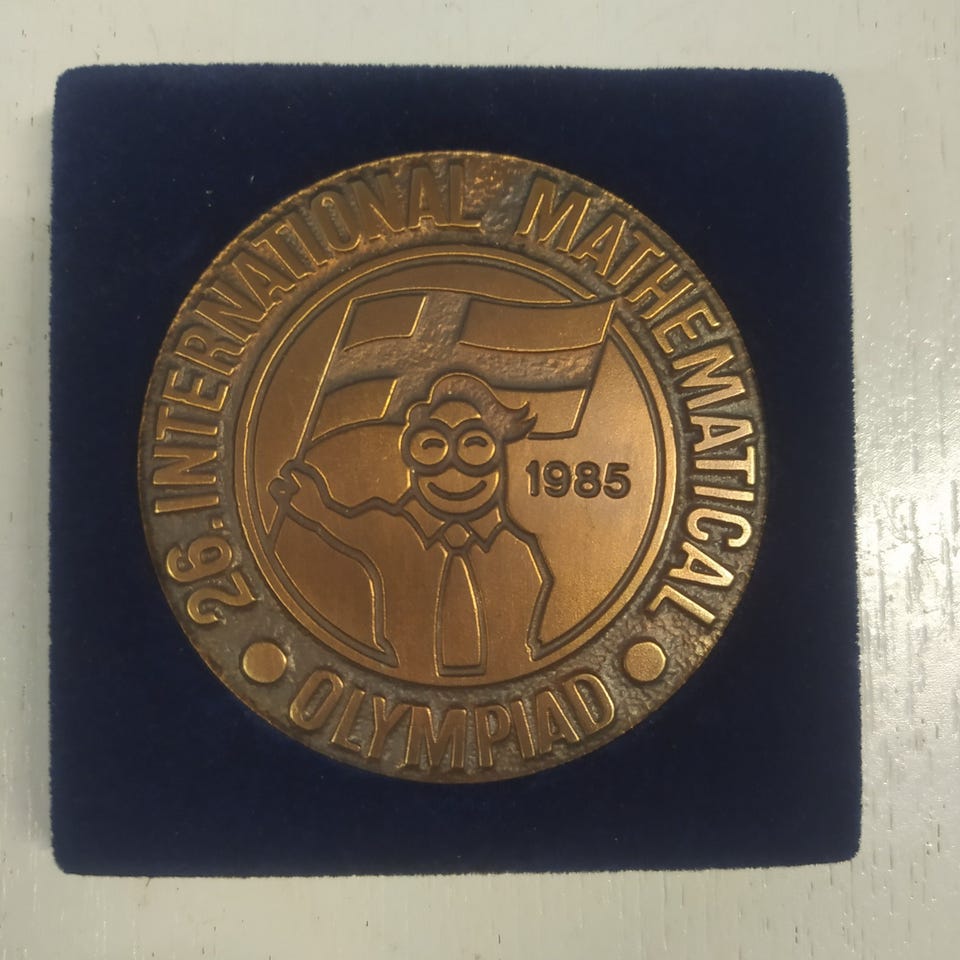 26. INTERNATIONAL MATHEMATICAL
OLYMPIAD
1985